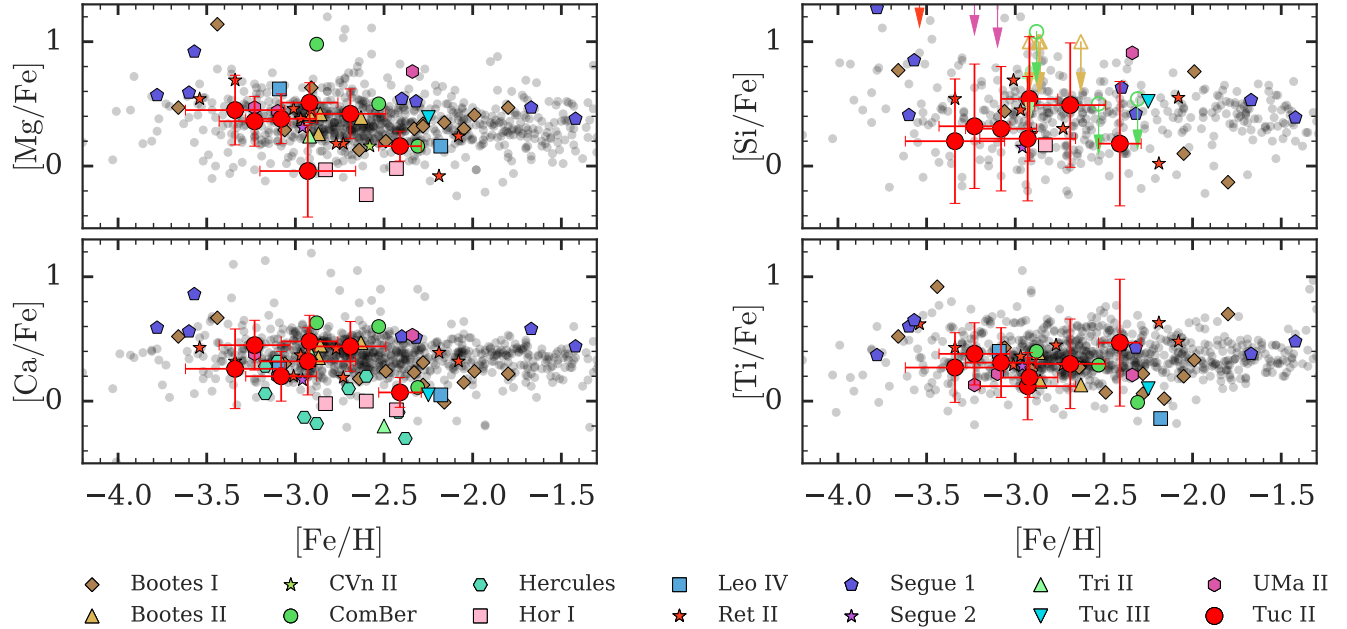 [Mg/Fe]
1
0
[Si/Fe]
1
0
[Ca/Fe]
1
0
[Ti/Fe]
1
0
−4.0 −3.5 −3.0 −2.5 −2.0 −1.5
−4.0 −3.5 −3.0 −2.5 −2.0 −1.5
[Fe/H]
[Fe/H]
Bootes I CVn II Hercules Leo IV Segue 1 Tri II UMa II
Bootes II ComBer Hor I Ret II Segue 2 Tuc III Tuc II